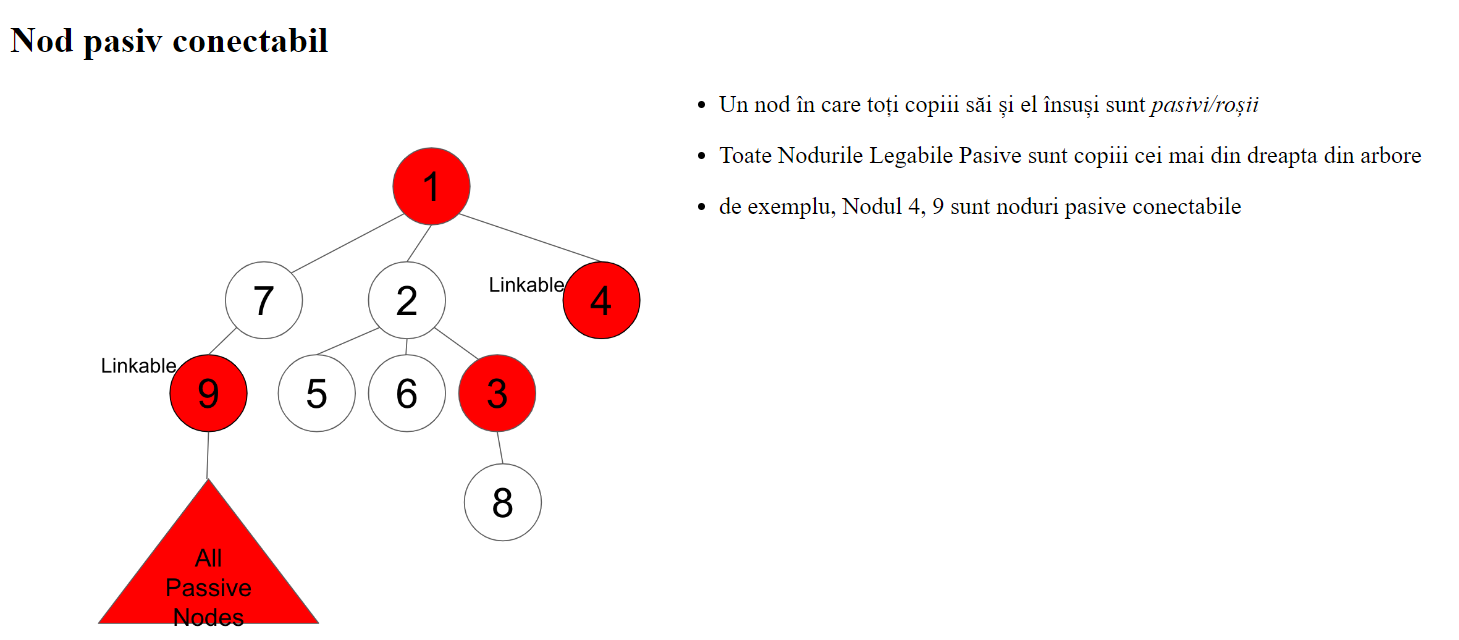 Nod pasiv conectabil
Un nod în care toți copiii săi și el însuși sunt pasivi/roșii
Toate Nodurile Legabile Pasive sunt copiii cei mai din dreapta din arbore
de exemplu, Nodul 4, 9 sunt noduri pasive conectabile
1
7
2
Linkable
4
Linkable
9
5
6
3
8
All
Passive
Nodes